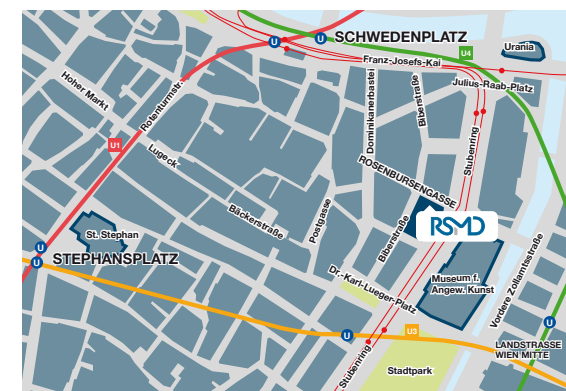 U
U
SCHWEDENPLATZ
Urania
U4
Franz-Josefs-Kai
Hoher Markt
Rotenturmstr.
Dominikanerbastei
Biberstraße
Julius-Raab-Platz
U1
Lugeck
Stubenring
ROSENBURSENGASSE
Bäckerstraße
Postgasse
Biberstraße
RSMD
St. Stephan
U
U
STEPHANSPLATZ
Dr.-Karl-Lueger-Platz
Museum f.
Angew. Kunst
Vordere Zollamtsstraße
U
U3
U
LANDSTRASSE
WIEN MITTE
Stubenring
Stadtpark